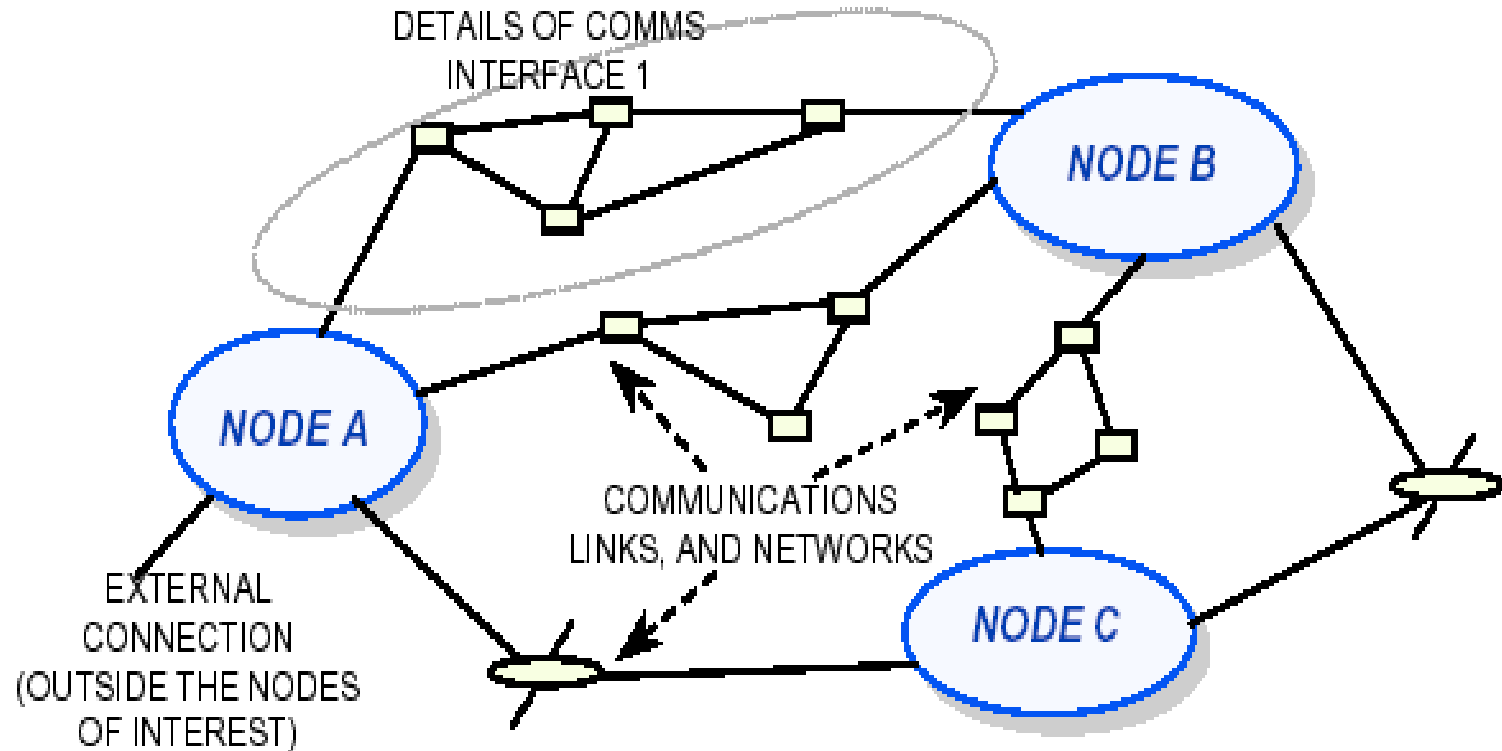 DETAILS OF COMMS
INTERFACE 1
NODE B
NODE A
COMMUNICATIONS
LINKS, AND NETWORKS
NODE C
EXTERNAL
CONNECTION
(OUTSIDE THE NODES
OF INTEREST)